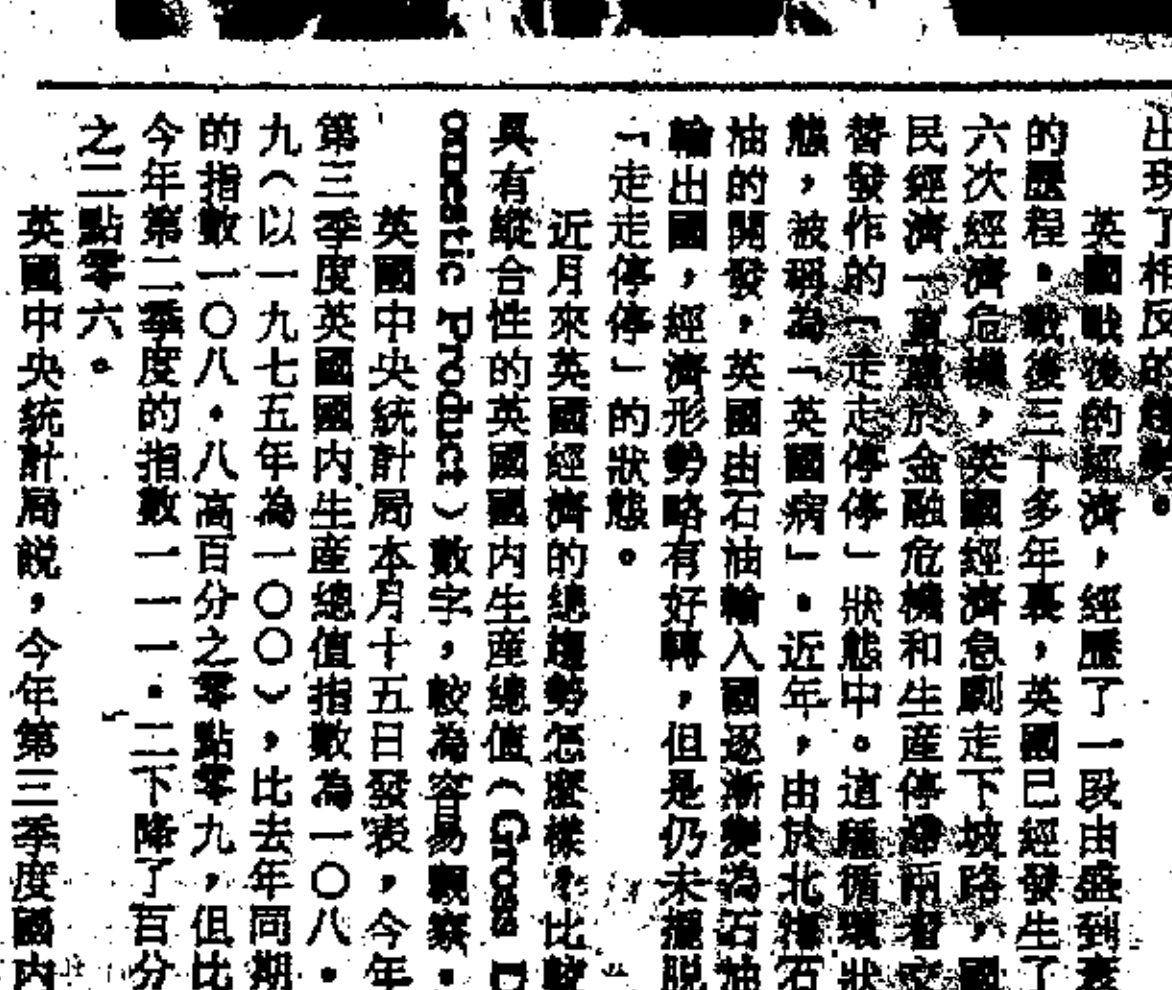 出現了相反的趨勢。
英國戰後的經濟，經歷了一段由盛到衰
的歷程。戰後三十多年裏，英國已經發生了
六次經濟危機，英國經濟急劇走下坡路，國
民經濟一直處於金融危機和生產停滯兩者交
替發作的「走走停停」狀態中。這種循環狀
態，被稱為「英國病」。近年，由於北海石
油的開發，英國由石油輸入國逐漸變為石油
輸出國，經濟形勢略有好轉，但是仍未擺脫
「走走停停」的狀態。
近月來英國經濟的總趨勢怎麼樣？比較
具有縱合性的英國國内生產總值（Gross D
omestic Product）數字，較為容易觀察。
英國中央統計局本月十五日發表，今年
第三季度英國國内生產總值指數為一〇八．
九（以一九七五年為一〇〇），比去年同期
的指數一〇八．八高百分之零點零九，但比
今年第二季度的指數一一一．二下降了百分
之二點零六。
英國中央統計局說，今年第三季度國内